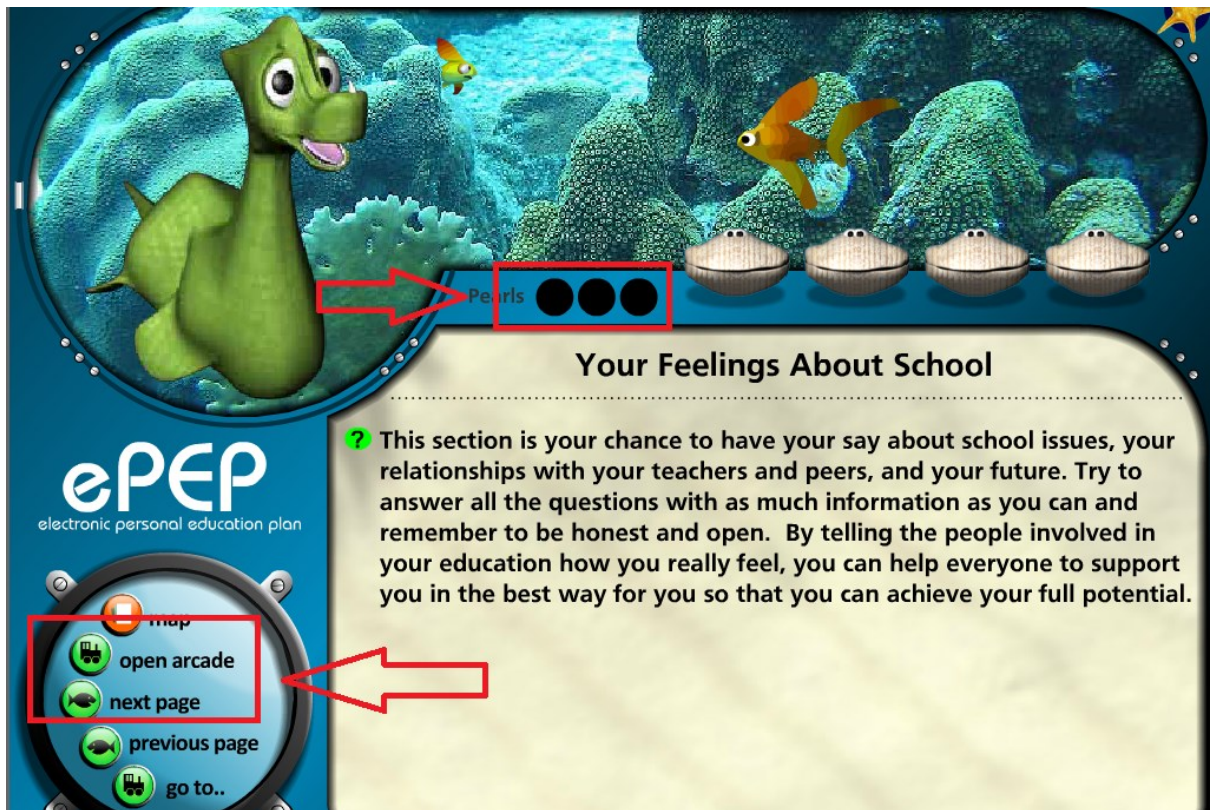 Pearls
Your Feelings About School
? This section is your chance to have your say about school issues, your
relationships with your teachers and peers, and your future. Try to
answer all the questions with as much information as you can and
remember to be honest and open.  By telling the people involved in
your education how you really feel, you can help everyone to support
you in the best way for you so that you can achieve your full potential.
ePEP
electronic personal education plan
map
open arcade
next page
previous page
go to..